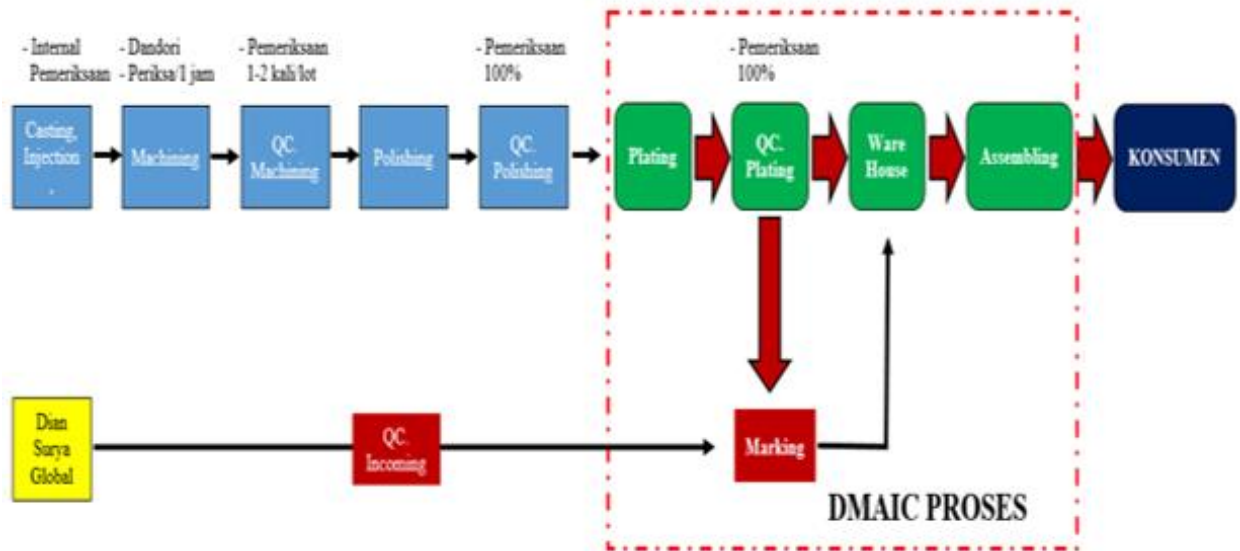 - Internal
Pemeriksaan
- Dandori
- Periksa/1 jam
- Pemeriksaan
1-2 kali/lot
- Pemeriksaan
100%
- Pemeriksaan
100%
Casting,
Injection
.
Machining
QC.
Machining
Polishing
QC.
Polishing
Plating
QC.
Plating
Ware
House
Assembling
KONSUMEN
Dian
Surya
Global
QC.
Incoming
Marking
DMAIC PROSES